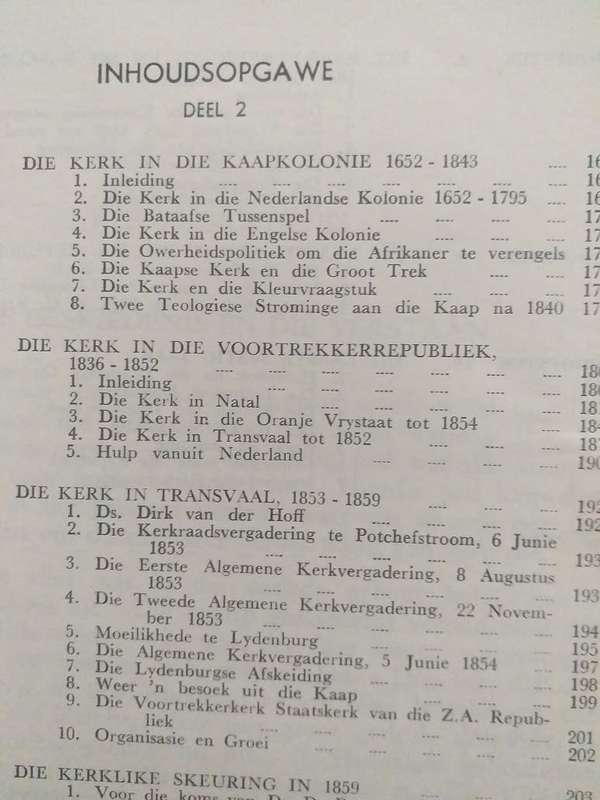 INHOUDSOPGAWE
DEEL 2
DIE KERK IN DIE KAAPKOLONIE 1652 - 1843 ....
1. Inleiding .... .... .... .... .... ....
2. Die Kerk in die Nederlandse Kolonie 1652 - 1795 ....
3. Die Bataafse Tussenspel .... .... .... ....
4. Die Kerk in die Engelse Kolonie .... .... ....
5. Die Owerheidspolitiek om die Afrikaner te verengels
6. Die Kaapse Kerk en die Groot Trek .... ....
7. Die Kerk en die Kleurvraagstuk .... .... ....
8. Twee Teologiese Strominge aan die Kaap na 1840
DIE KERK IN DIE VOORTREKKERREPUBLIEK,
1836 - 1852 .... .... .... .... .... ....
1. Inleiding .... .... .... .... ....
2. Die Kerk in Natal .... .... .... ....
3. Die Kerk in die Oranje Vrystaat tot 1854 ....
4. Die Kerk in Transvaal tot 1852 .... ....
5. Hulp vanuit Nederland .... .... .... .... 190
DIE KERK IN TRANSVAAL, 1853 - 1859 .... .... .... 192
1. Ds. Dirk van der Hoff .... .... .... .... 192
2. Die Kerkraadsvergadering te Potchefstroom, 6 Junie
1853 .... .... .... .... .... 193
3. Die Eerste Algemene Kerkvergadering, 8 Augustus
1853 .... .... .... .... .... 193
4. Die Tweede Algemene Kerkvergadering, 22 Novem-
ber 1853 .... .... .... .... .... 194
5. Moeilikhede te Lydenburg .... .... .... 195
6. Die Algemene Kerkvergadering, 5 Junie 1854 197
7. Die Lydenburgse Afskeiding .... .... .... 198
8. Weer 'n besoek uit die Kaap .... .... .... 199
9. Die Voortrekkerkerk Staatskerk van die Z.A. Repub-
liek .... .... .... .... .... 201
10. Organisasie en Groei .... .... .... .... 202
DIE KERKLIKE SKEURING IN 1859 .... .... .... 203
1. Voor die koms van Ds.